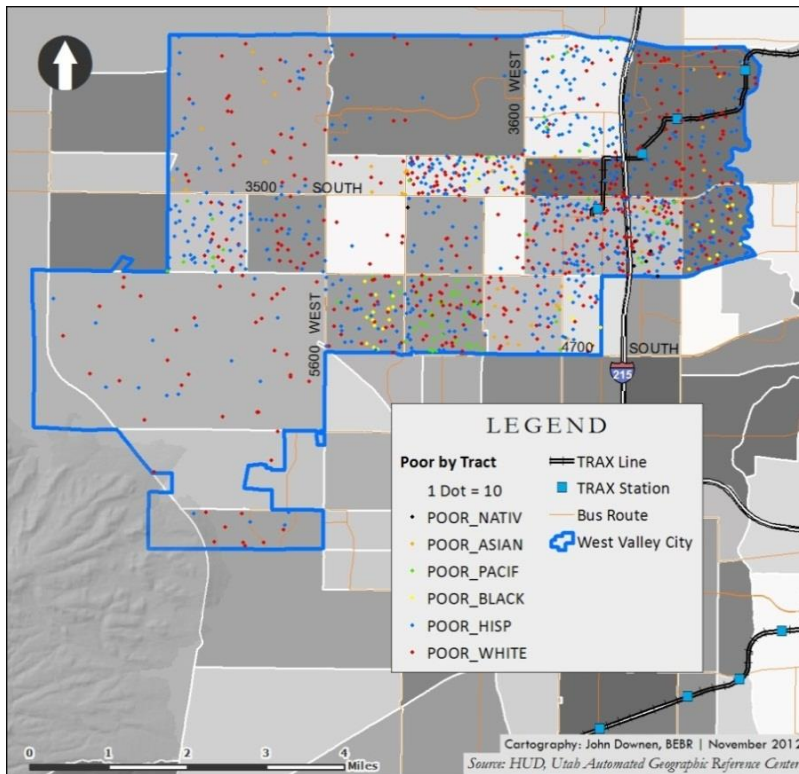 3600 WEST
3500 SOUTH
5600 WEST
4700 SOUTH
215
LEGEND
Poor by Tract
1 Dot = 10
POOR_NATIV
POOR_ASIAN
POOR_PACIF
POOR_BLACK
POOR_HISP
POOR_WHITE
TRAX Line
TRAX Station
Bus Route
West Valley City
0 1 2 3 4
Miles
Cartography: John Downen, BEBR | November 2012
Source: HUD, Utah Automated Geographic Reference Center